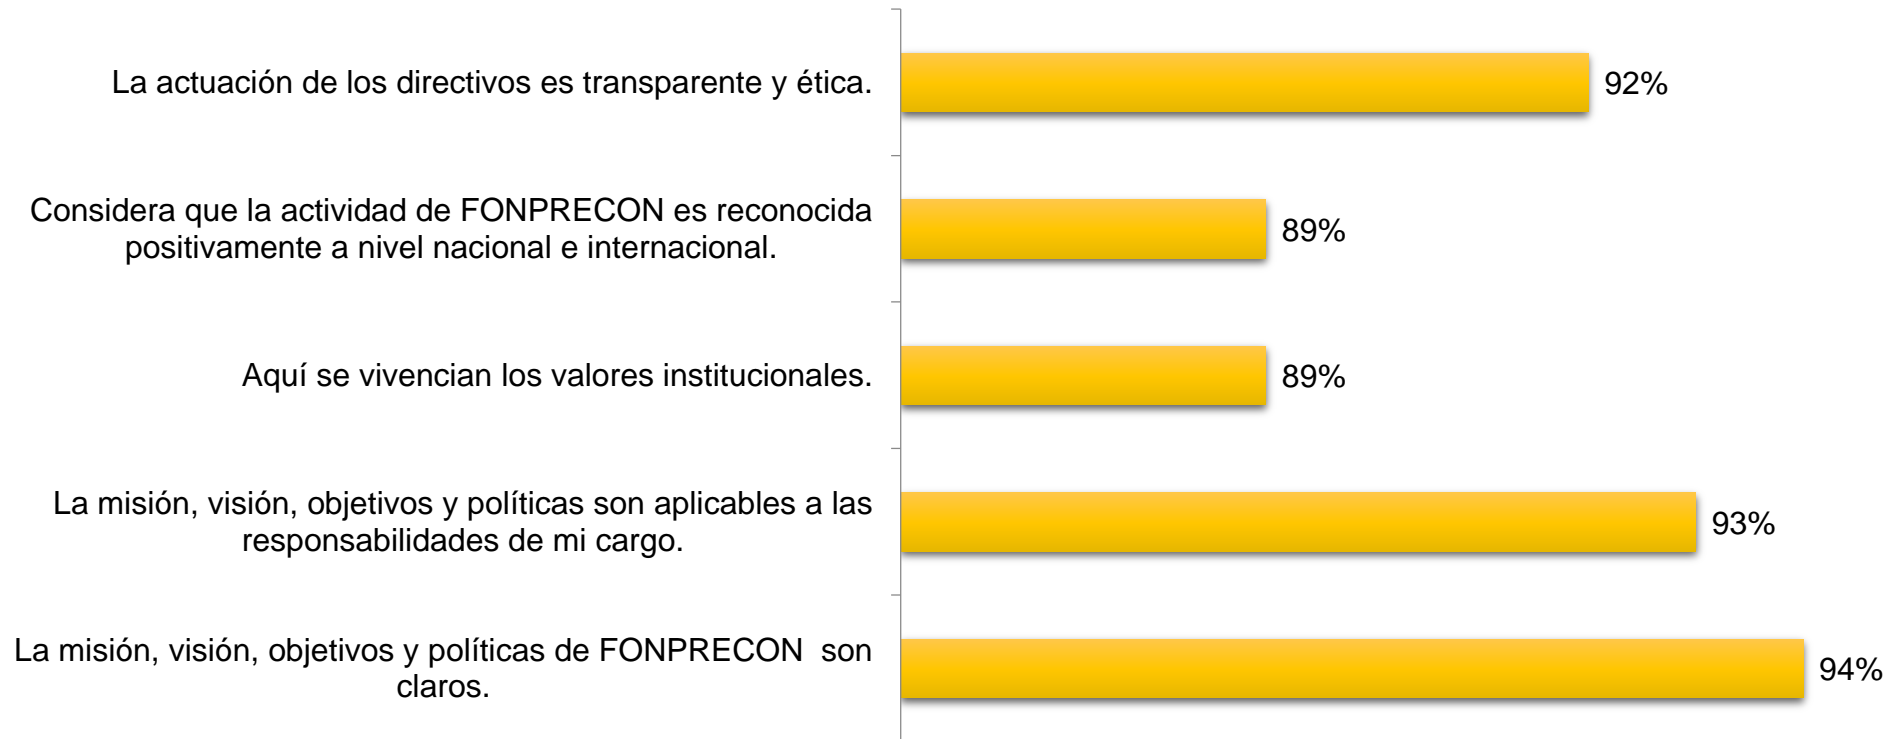 La actuación de los directivos es transparente y ética.
92%
Considera que la actividad de FONPRECON es reconocida
positivamente a nivel nacional e internacional.
89%
Aquí se vivencian los valores institucionales.
89%
La misión, visión, objetivos y políticas son aplicables a las
responsabilidades de mi cargo.
93%
La misión, visión, objetivos y políticas de FONPRECON  son
claros.
94%